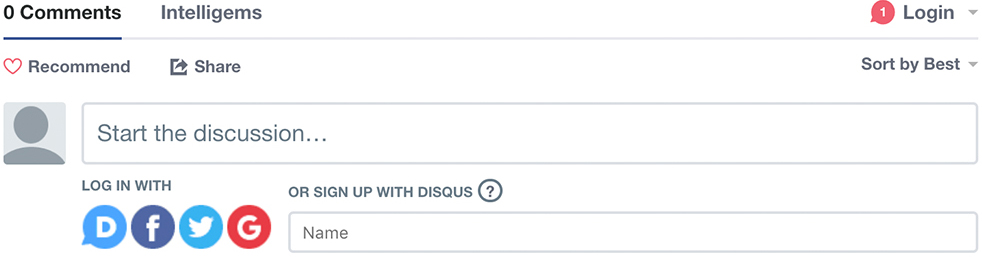 0 Comments Intelligems 1 Login
Recommend Share Sort by Best
Start the discussion…
LOG IN WITH OR SIGN UP WITH DISQUS ?
D f G Name